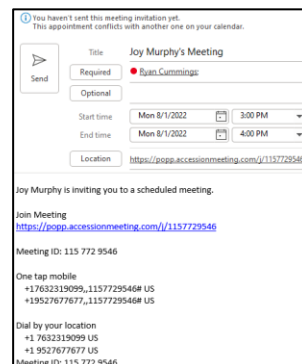 You haven't sent this meeting invitation yet.
This appointment conflicts with another one on your calendar.
Send
Title Joy Murphy's Meeting
Required Ryan Cummings;
Optional
Start time Mon 8/1/2022 3:00 PM
End time Mon 8/1/2022 4:00 PM
Location https://popp.accessionmeeting.com/j/1157729546
Joy Murphy is inviting you to a scheduled meeting.
Join Meeting
https://popp.accessionmeeting.com/j/1157729546
Meeting ID: 115 772 9546
One tap mobile
+17632319099,,1157729546# US
+19527677677,,1157729546# US
Dial by your location
+1 7632319099 US
+1 9527677677 US
Meeting ID: 115 772 9546